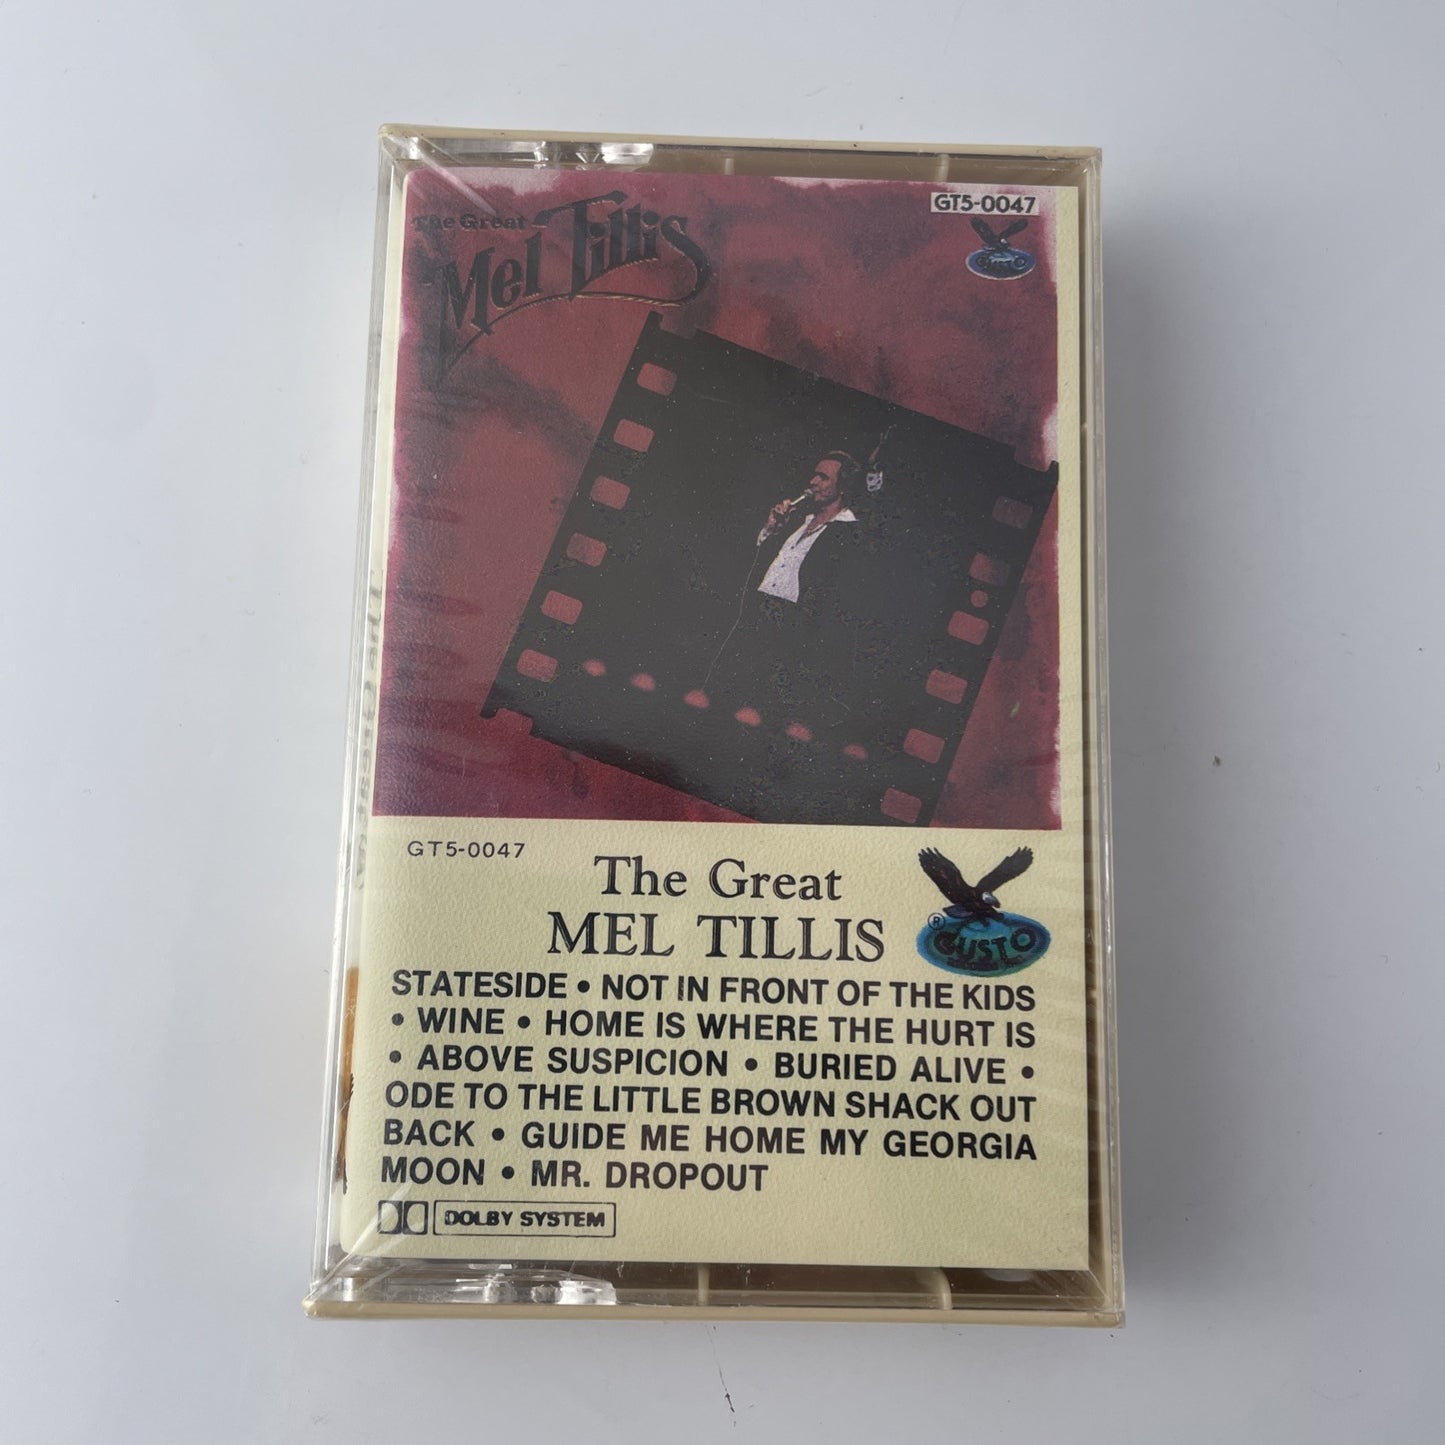 The Great
Mel Tillis
GT5-0047
GUSTO
GT5-0047
The Great
MEL TILLIS
®
GUSTO
STATESIDE • NOT IN FRONT OF THE KIDS
• WINE • HOME IS WHERE THE HURT IS
• ABOVE SUSPICION • BURIED ALIVE •
ODE TO THE LITTLE BROWN SHACK OUT
BACK • GUIDE ME HOME MY GEORGIA
MOON • MR. DROPOUT
DOLBY SYSTEM